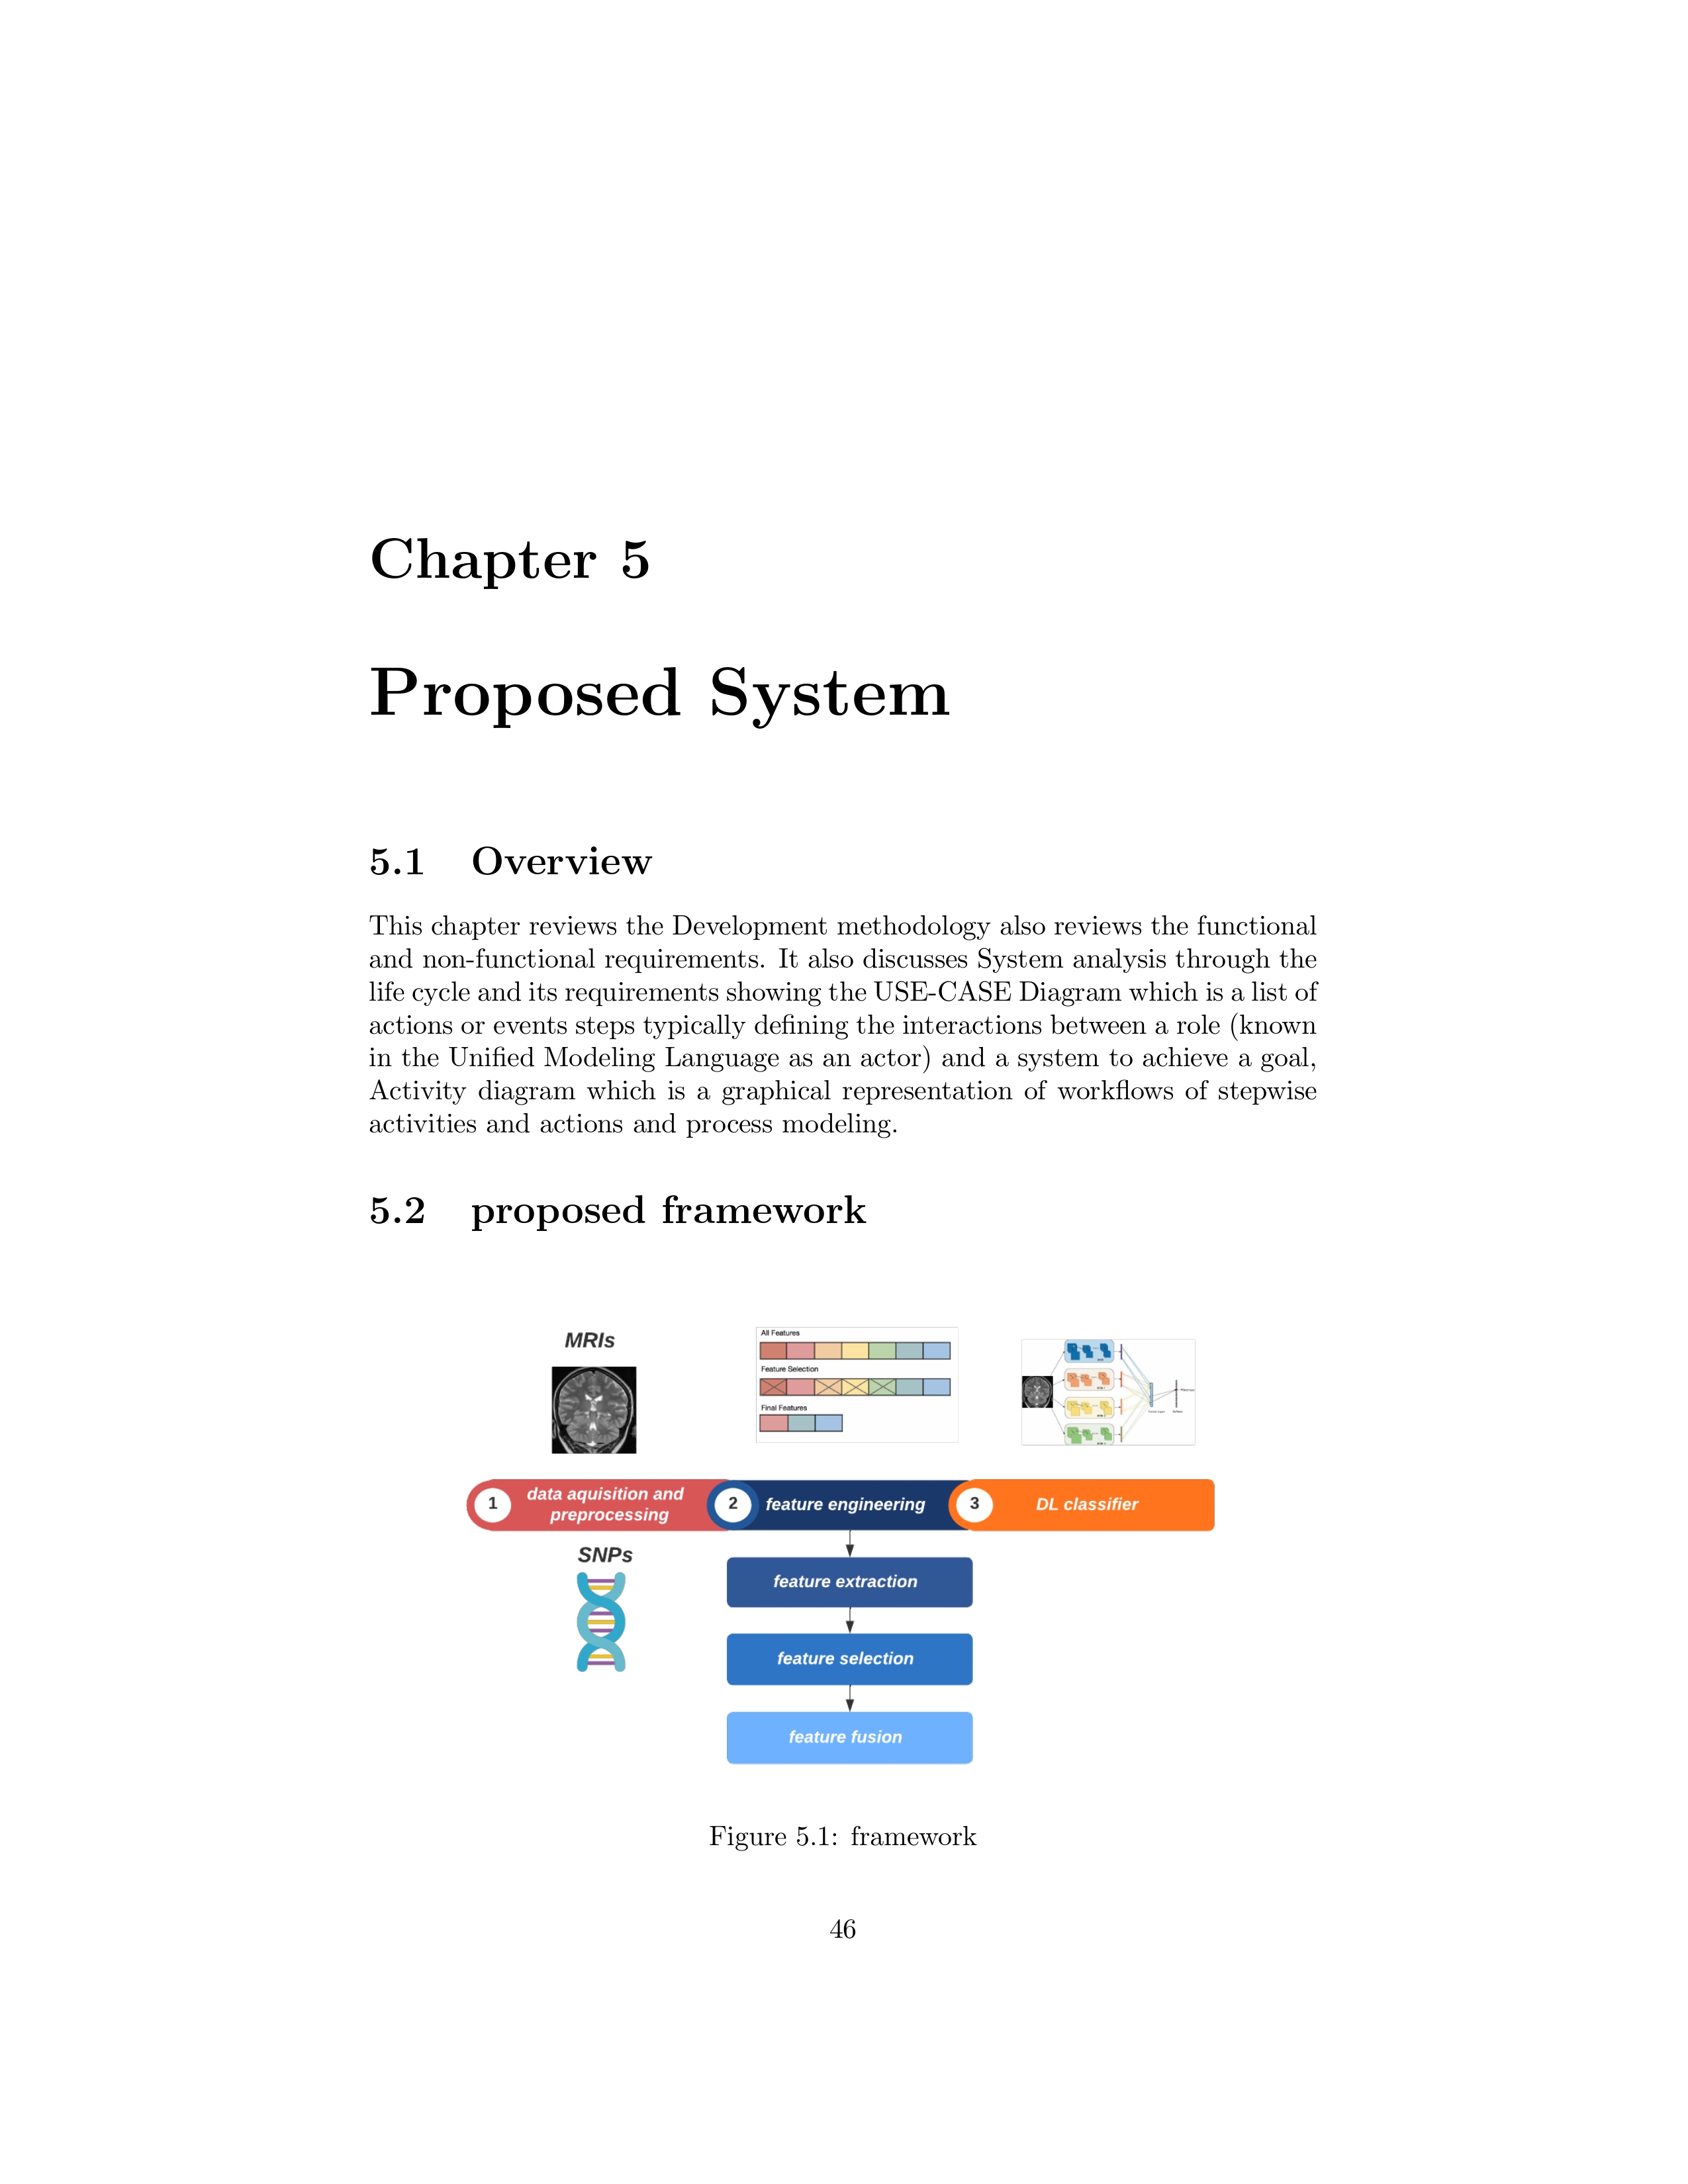 Chapter 5
Proposed System
5.1 Overview
This chapter reviews the Development methodology also reviews the functional
and non-functional requirements. It also discusses System analysis through the
life cycle and its requirements showing the USE-CASE Diagram which is a list of
actions or events steps typically defining the interactions between a role (known
in the Unified Modeling Language as an actor) and a system to achieve a goal,
Activity diagram which is a graphical representation of workflows of stepwise
activities and actions and process modeling.
5.2 proposed framework
MRIs
All Features
Feature Selection
Final Features
1
data aquisition and
preprocessing
2
feature engineering
3
DL classifier
SNPs
feature extraction
feature selection
feature fusion
Figure 5.1: framework
46